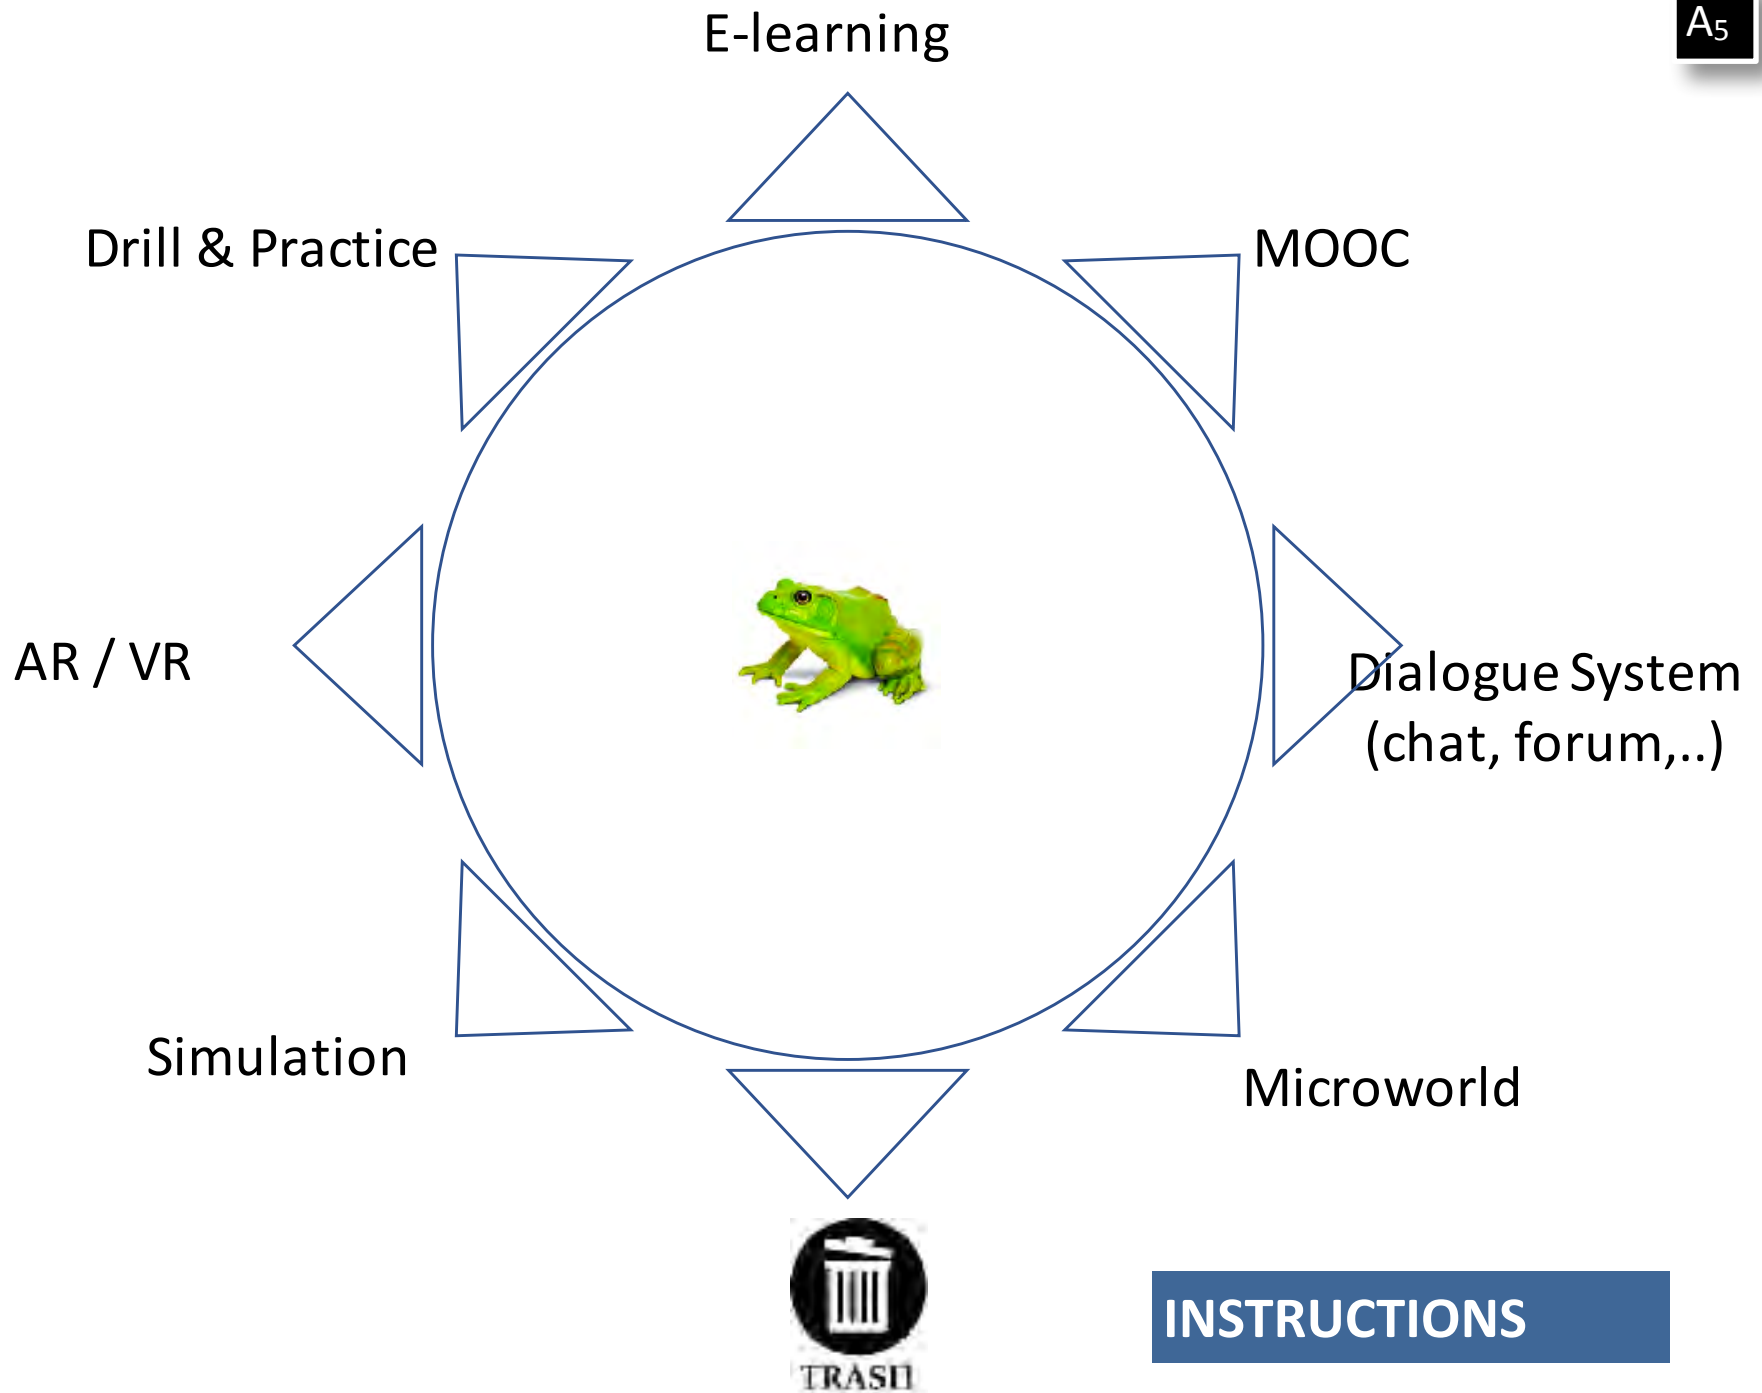 E-learning
A5
Drill & Practice
MOOC
AR / VR
Dialogue System
(chat, forum,..)
Simulation
Microworld
TRASH
INSTRUCTIONS